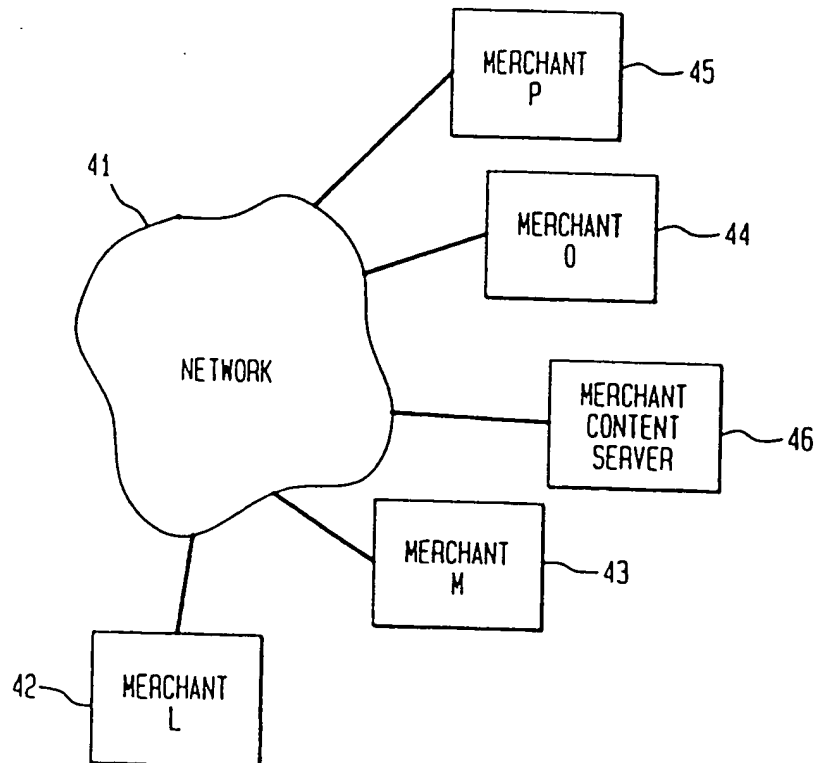 MERCHANT
P
45
41
MERCHANT
O
44
NETWORK
MERCHANT
CONTENT
SERVER
46
MERCHANT
M
43
42
MERCHANT
L